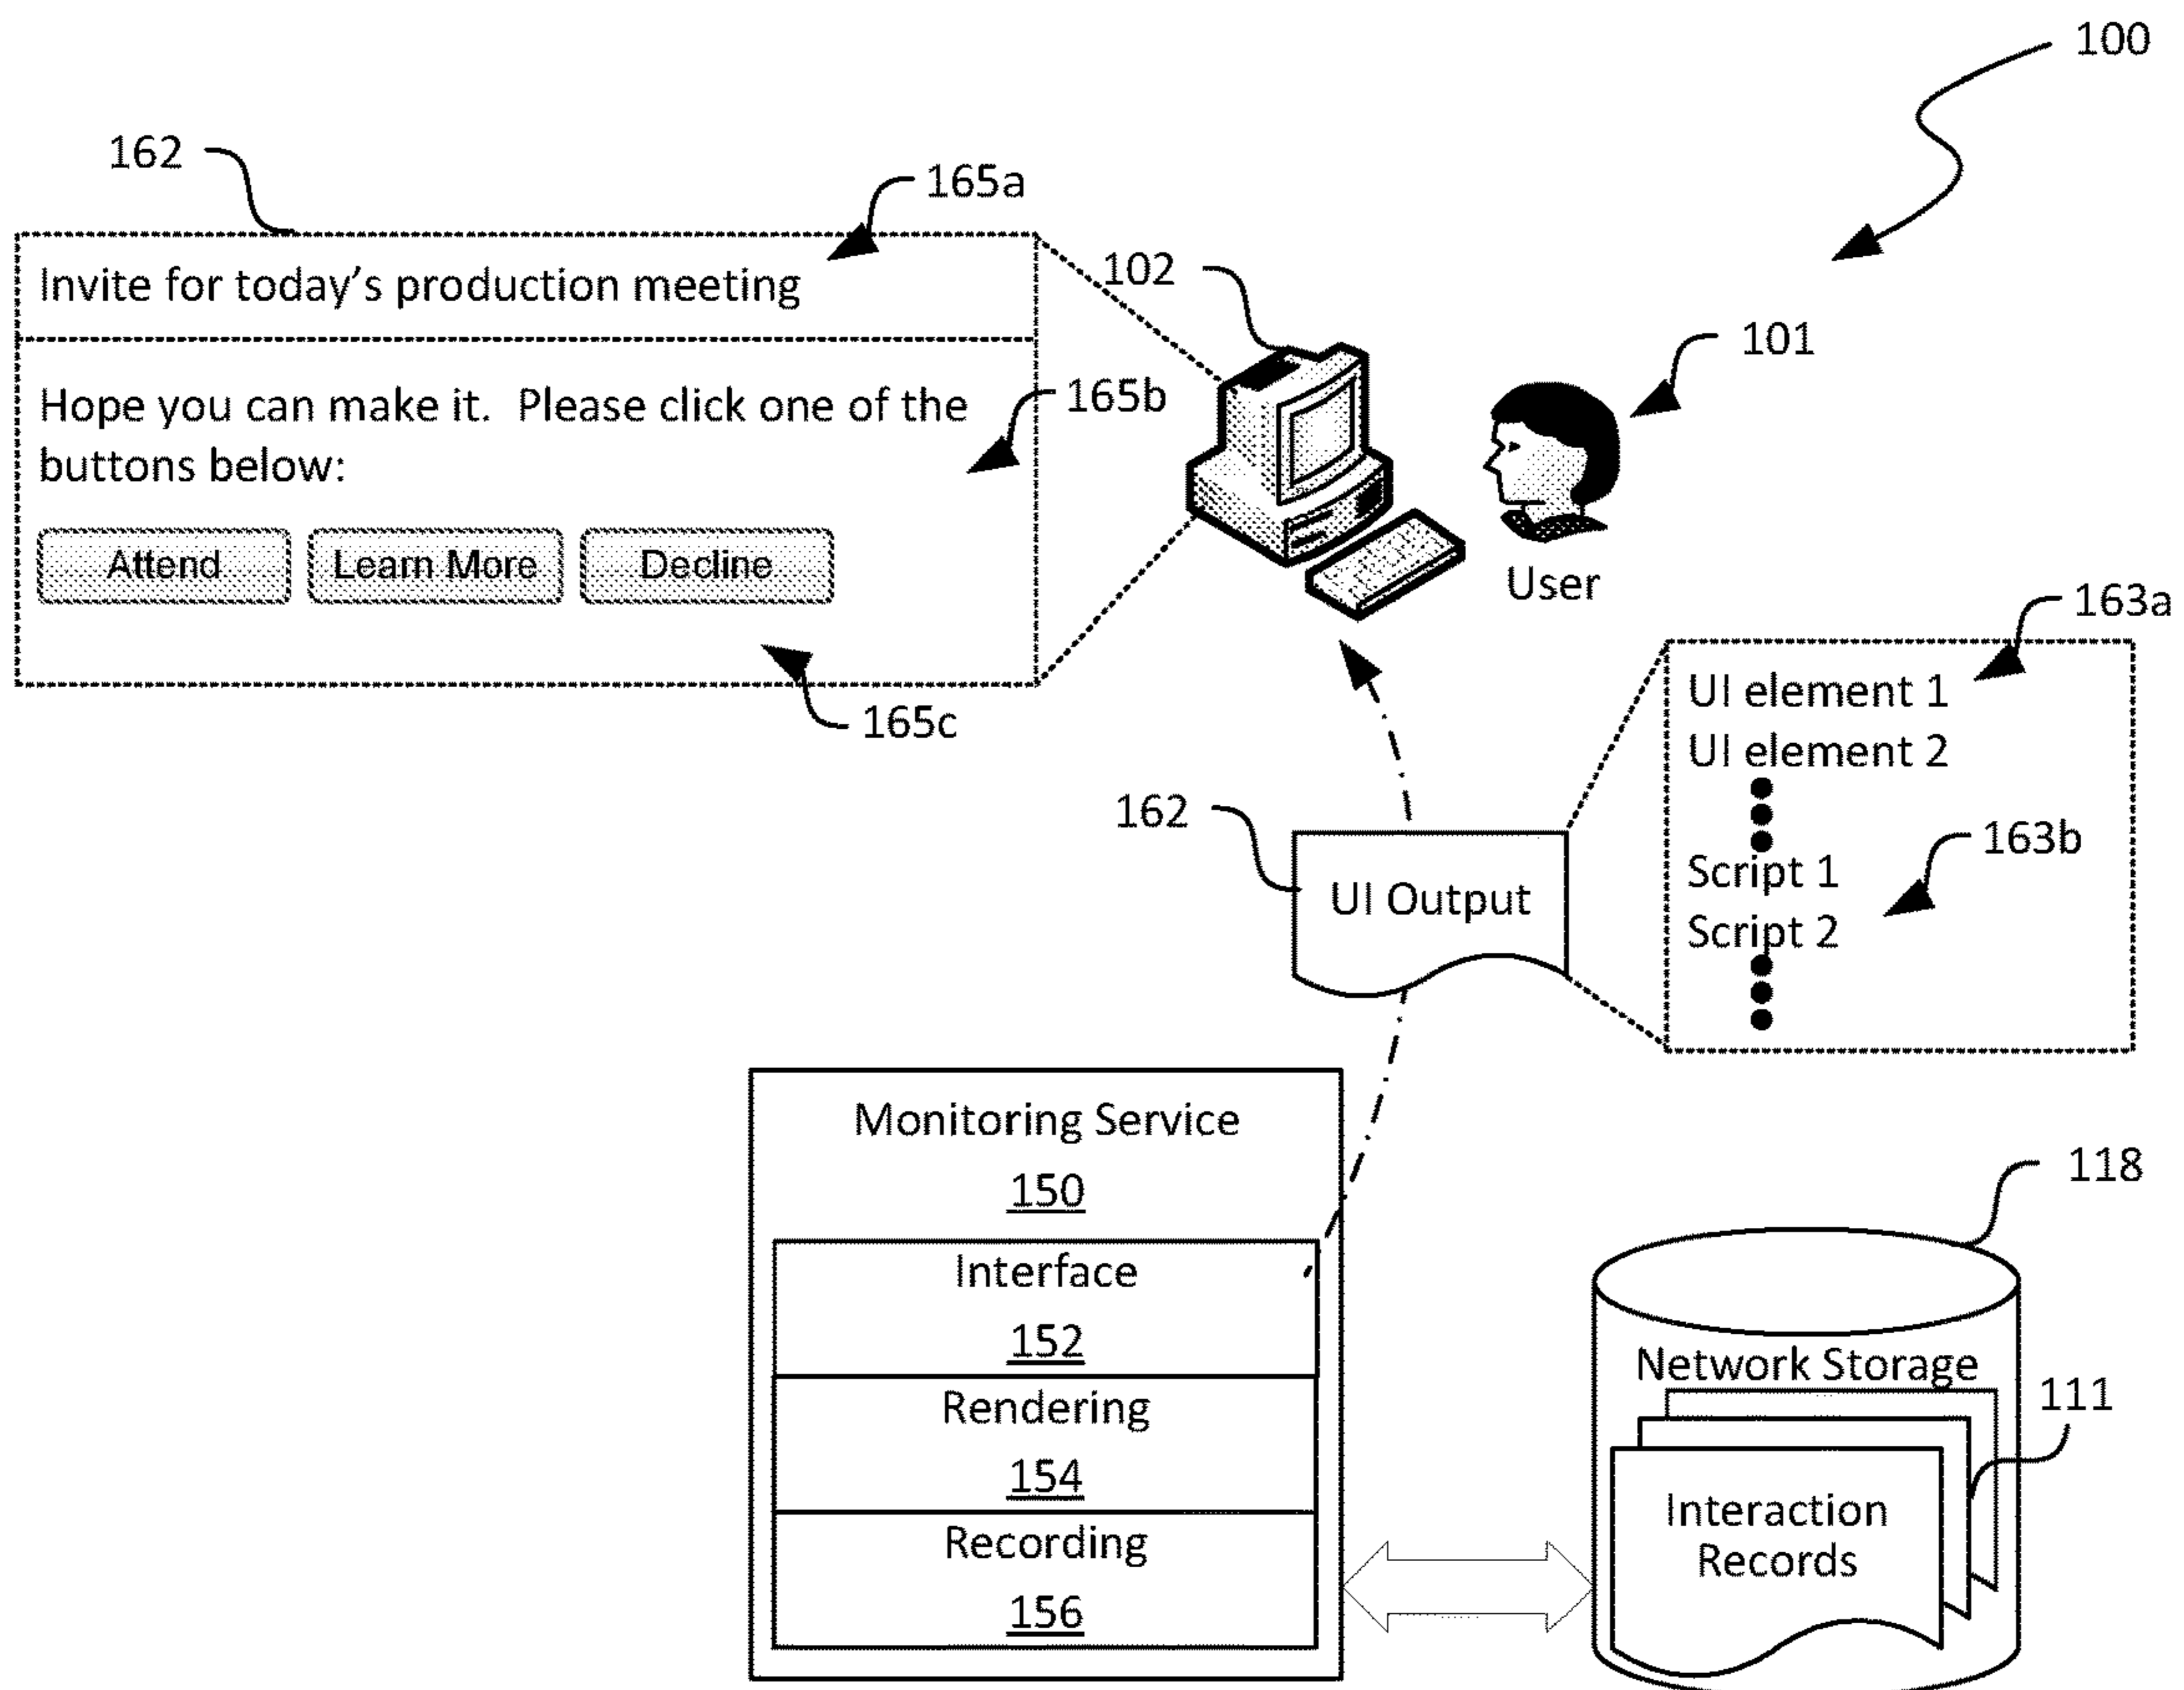 100
162
165a
Invite for today's production meeting
102
101
Hope you can make it. Please click one of the
buttons below:
165b
Attend Learn More Decline
User
165c
163a
UI element 1
UI element 2
162
UI Output
163b
Script 1
Script 2
Monitoring Service
150
Interface
152
Rendering
154
Recording
156
118
Network Storage
111
Interaction
Records